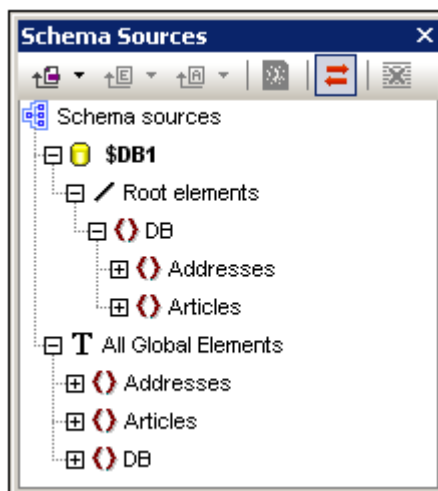 Schema Sources
E A
Schema sources
$DB1
Root elements
DB
Addresses
Articles
T All Global Elements
Addresses
Articles
DB